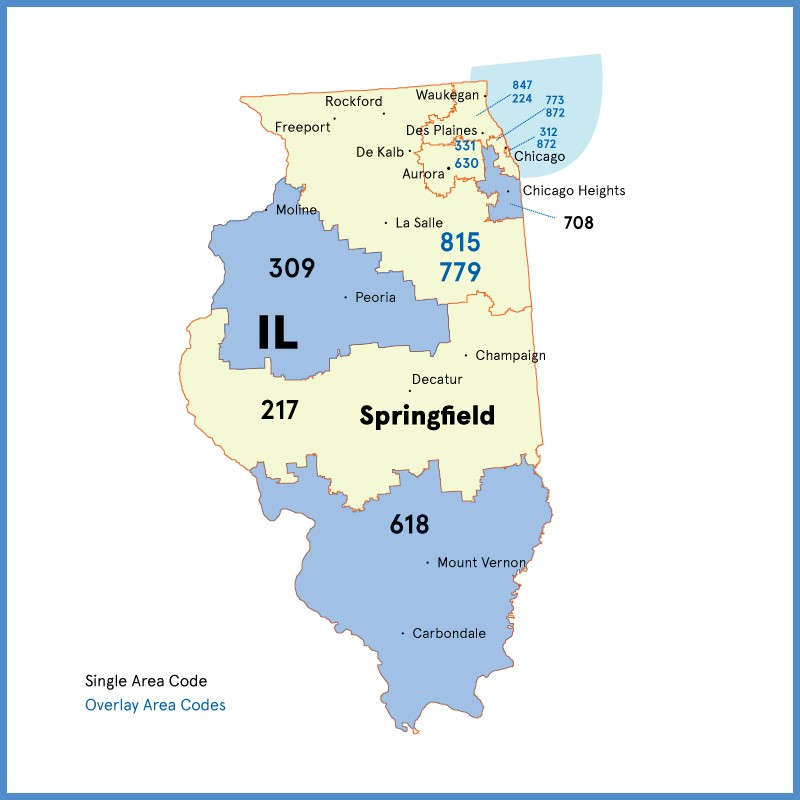 847
Waukegan
224
773
Rockford
872
Freeport
Des Plaines
312
331
872
De Kalb
Chicago
630
Aurora
Chicago Heights
Moline
La Salle
708
815
309
779
Peoria
IL
Champaign
Decatur
217
Springfield
618
Mount Vernon
Carbondale
Single Area Code
Overlay Area Codes